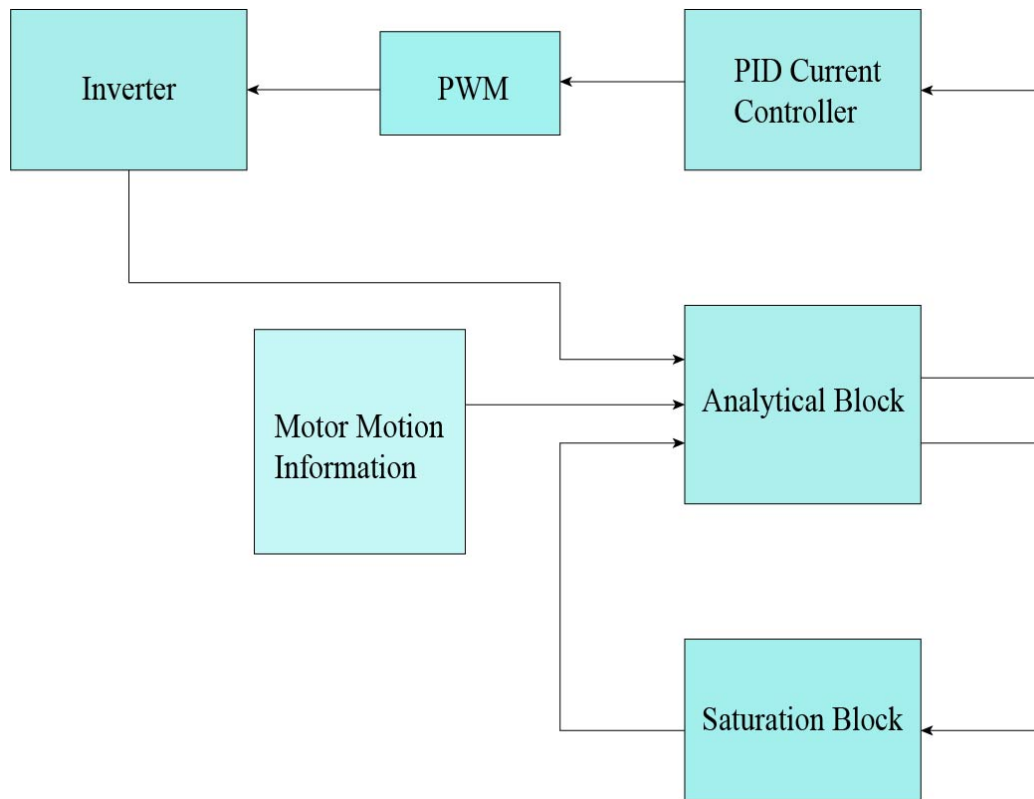 Inverter
PWM
PID Current
Controller
Motor Motion
Information
Analytical Block
Saturation Block